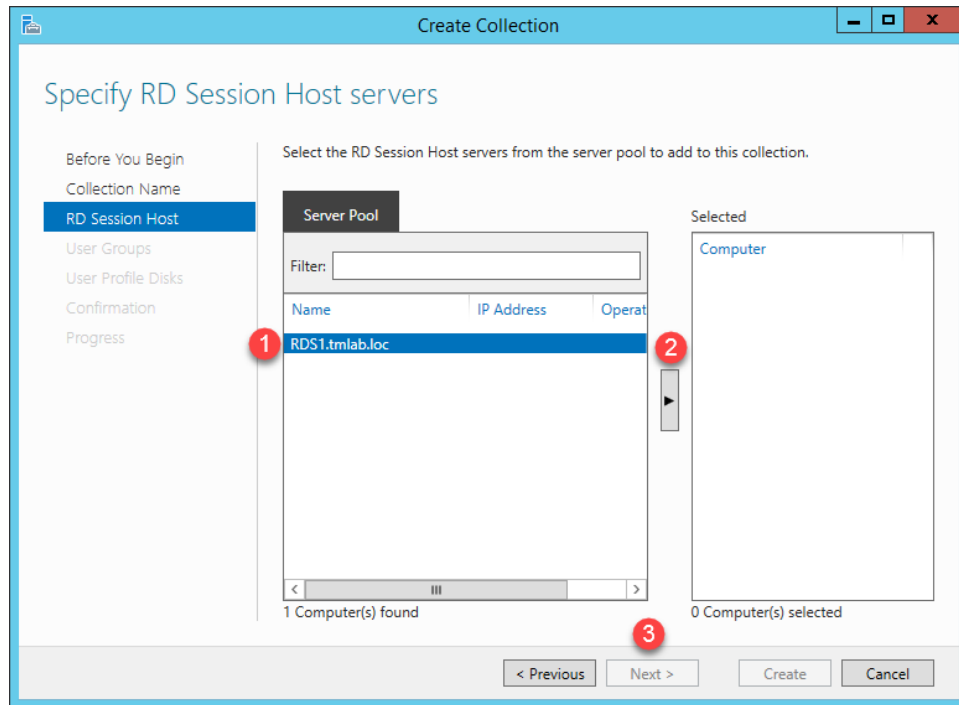 Create Collection
Specify RD Session Host servers
Before You Begin
Collection Name
RD Session Host
User Groups
User Profile Disks
Confirmation
Progress
Select the RD Session Host servers from the server pool to add to this collection.
Server Pool
Filter:
Name IP Address Operat
1 RDS1.tmlab.loc
1 Computer(s) found
2
Selected
Computer
0 Computer(s) selected
3
< Previous Next > Create Cancel